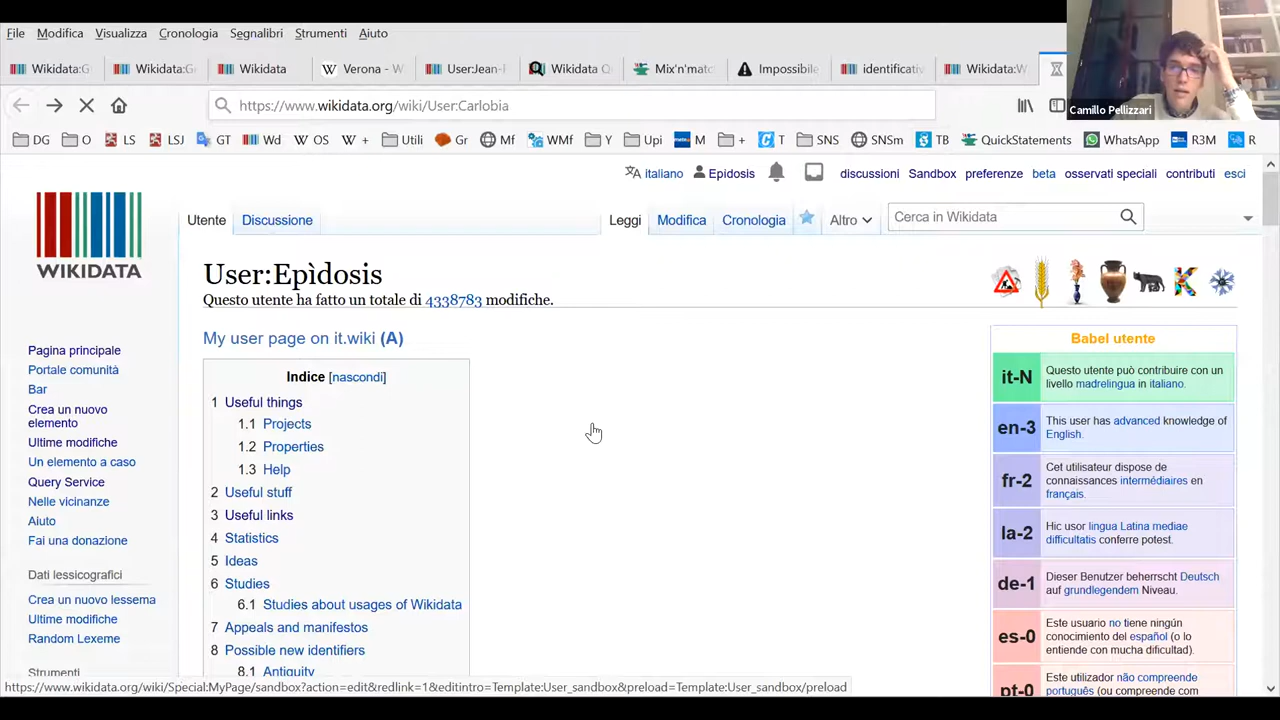 File Modifica Visualizza Cronologia Segnalibri Strumenti Aiuto
Wikidata:G Wikidata:G Wikidata Verona - W User:Jean- Wikidata Q Mix'n'matc Impossibile identificativ Wikidata:W
https://www.wikidata.org/wiki/User:Carlobia
Camillo Pellizzari
DG O LS LSJ GT Wd OS + Utili Gr Mf WMf Y Upi M + T SNS SNSm TB QuickStatements WhatsApp R3M R
italiano Epìdosis discussioni Sandbox preferenze beta osservati speciali contributi esci
Utente Discussione Leggi Modifica Cronologia Altro Cerca in Wikidata
WIKIDATA
User:Epìdosis
Questo utente ha fatto un totale di 4338783 modifiche.
My user page on it.wiki (A)
Indice [nascondi]
1 Useful things
1.1 Projects
1.2 Properties
1.3 Help
2 Useful stuff
3 Useful links
4 Statistics
5 Ideas
6 Studies
6.1 Studies about usages of Wikidata
7 Appeals and manifestos
8 Possible new identifiers
8.1 Antiquity
Pagina principale
Portale comunità
Bar
Crea un nuovo
elemento
Ultime modifiche
Un elemento a caso
Query Service
Nelle vicinanze
Aiuto
Fai una donazione
Dati lessicografici
Crea un nuovo lessema
Ultime modifiche
Random Lexeme
Strumenti
Babel utente
it-N
Questo utente può contribuire con un
livello madrelingua in italiano.
en-3
This user has advanced knowledge of
English.
fr-2
Cet utilisateur dispose de
connaissances intermédiaires en
français.
la-2
Hic usor lingua Latina mediae
difficultatis conferre potest.
de-1
Dieser Benutzer beherrscht Deutsch
auf grundlegendem Niveau.
es-0
Este usuario no tiene ningún
conocimiento del español (o lo
entiende con mucha dificultad).
pt-0
Este utilizador não compreende
português (ou compreende com
https://www.wikidata.org/wiki/Special:MyPage/sandbox?action=edit&redlink=1&editintro=Template:User_sandbox&preload=Template:User_sandbox/preload